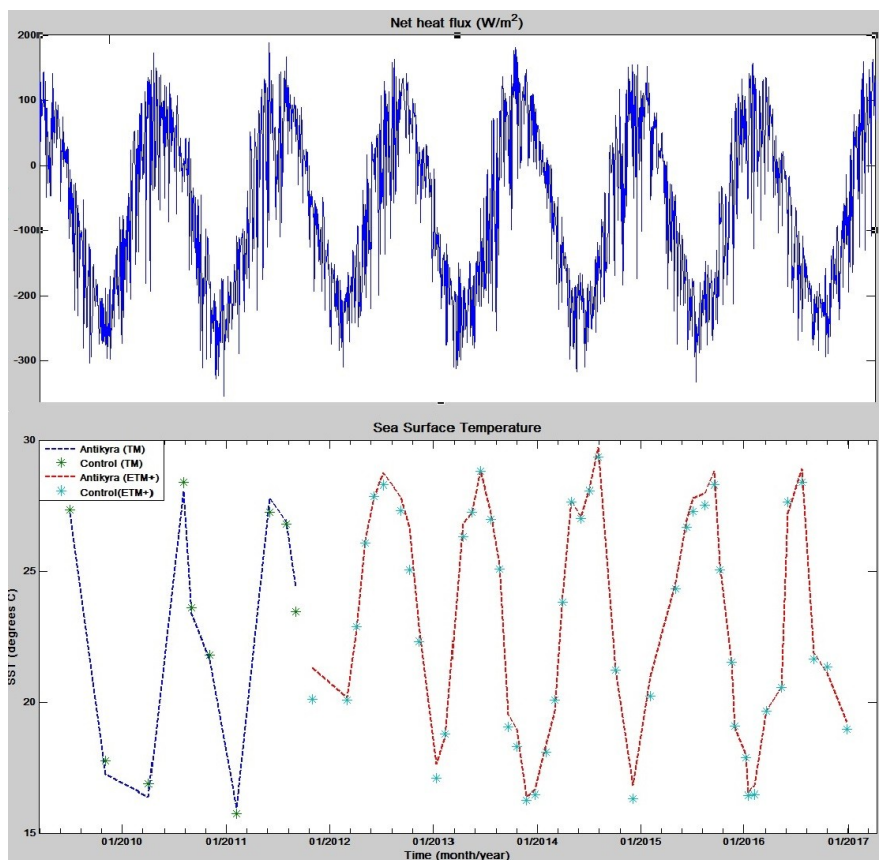 Net heat flux (W/m²)
200
100
0
-100
-200
-300
Sea Surface Temperature
30
25
20
15
SST (degrees C)
Antikyra (TM)
Control (TM)
Antikyra (ETM+)
Control(ETM+)
01/2010 01/2011 01/2012 01/2013 01/2014 01/2015 01/2016 01/2017
Time (month/year)